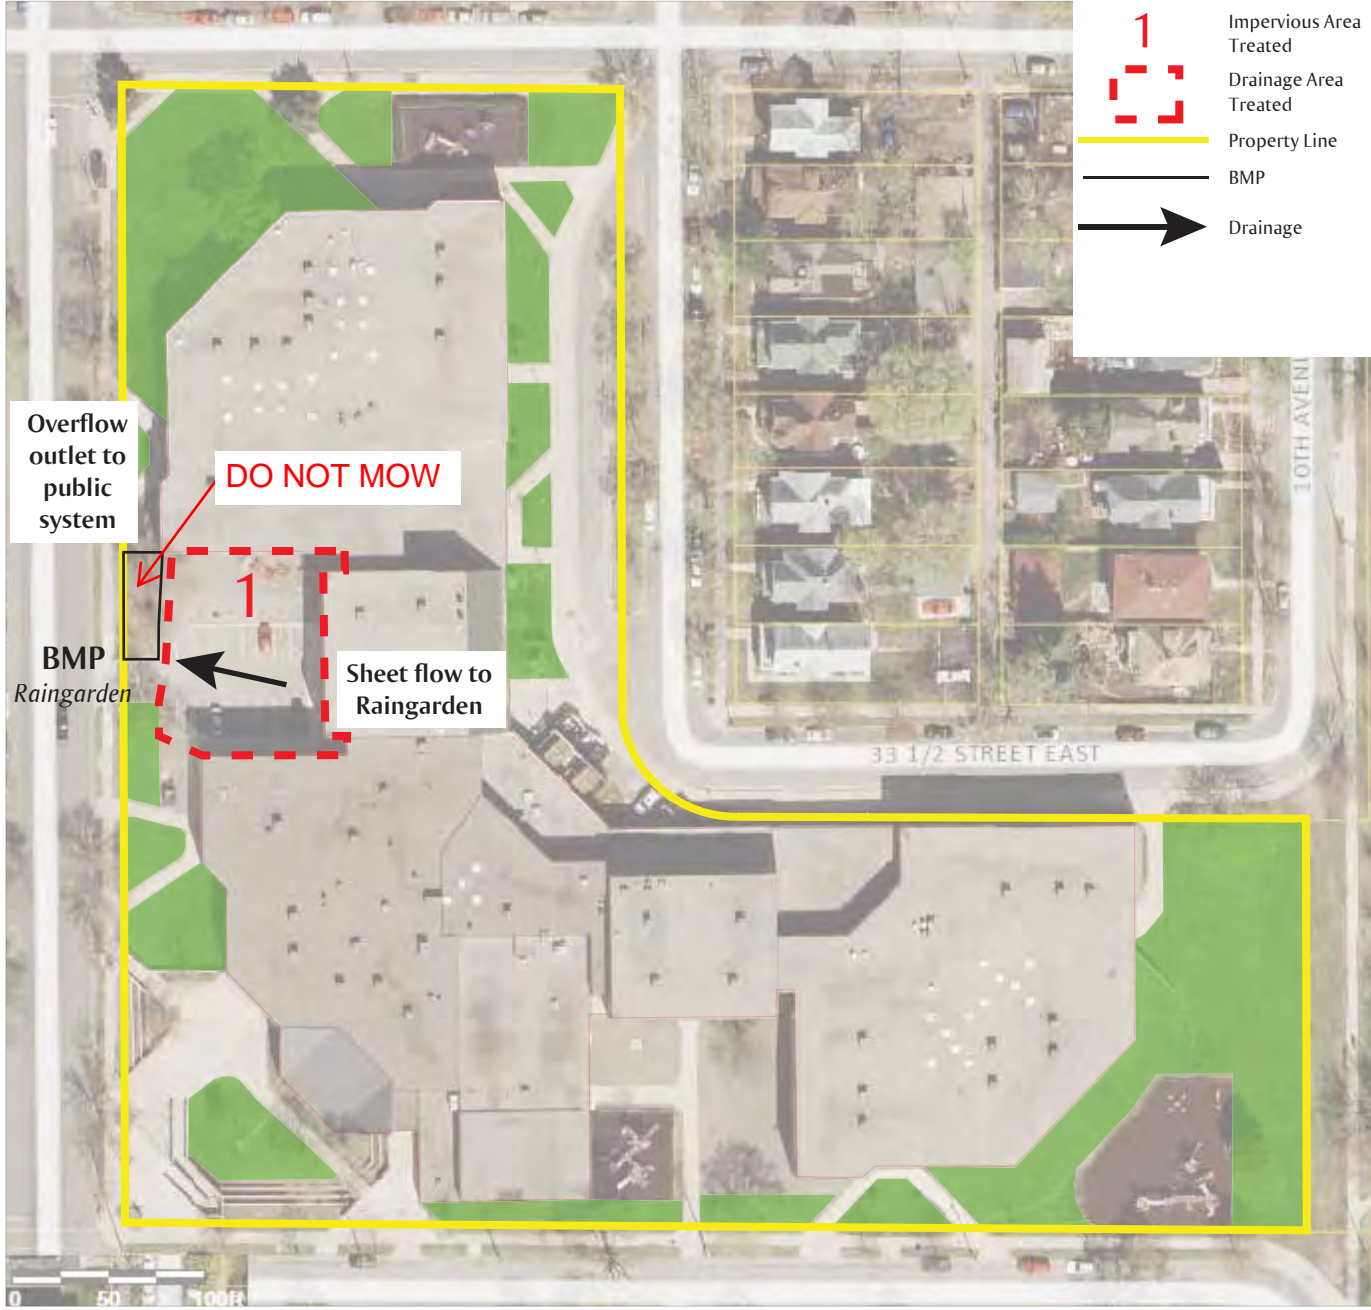 1
Impervious Area
Treated
Drainage Area
Treated
Property Line
BMP
Drainage
Overflow
outlet to
public
system
DO NOT MOW
1
BMP
Raingarden
Sheet flow to
Raingarden
33 1/2 STREET EAST
10TH AVENU
0
50
100ft